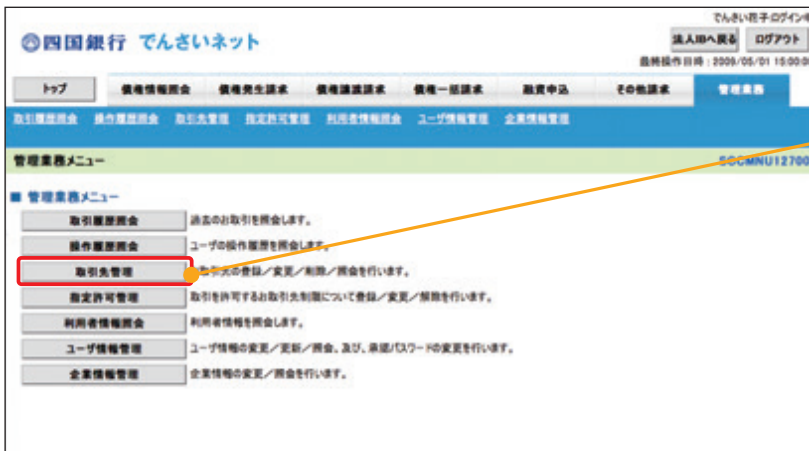 でんさい花子 ログイン中
四国銀行 でんさいネット
法人IBへ戻る ログアウト
最終操作日時：2009/05/01 15:00:00
トップ 債権情報照会 債権発生請求 債権譲渡請求 債権一括請求 融資申込 その他請求 管理業務
取引履歴照会 操作履歴照会 取引先管理 指定許可管理 利用者情報照会 ユーザ情報管理 企業情報管理
管理業務メニュー SCCMNU12700
■ 管理業務メニュー
取引履歴照会 過去のお取引を照会します。
操作履歴照会 ユーザの操作履歴を照会します。
取引先管理 取引先の登録／変更／削除／照会を行います。
指定許可管理 取引を許可するお取引先制限について登録／変更／解除を行います。
利用者情報照会 利用者情報を照会します。
ユーザ情報管理 ユーザ情報の変更／更新／照会、及び、承認パスワードの変更を行います。
企業情報管理 企業情報の変更／照会を行います。